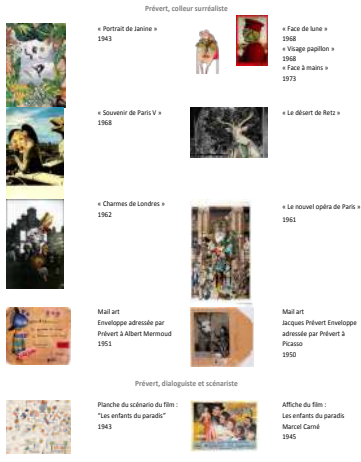 Prévert, colleur surréaliste
« Portrait de Janine »
1943
« Face de lune »
1968
« Visage papillon »
1968
« Face à mains »
1973
« Souvenir de Paris V »
1968
« Le désert de Retz »
« Charmes de Londres »
1962
« Le nouvel opéra de Paris »
1961
Mail art
Enveloppe adressée par
Prévert à Albert Mermoud
1951
Mail art
Jacques Prévert Enveloppe
adressée par Prévert à
Picasso
1950
Prévert, dialoguiste et scénariste
Planche du scénario du film :
"Les enfants du paradis"
1943
Affiche du film :
Les enfants du paradis
Marcel Carné
1945